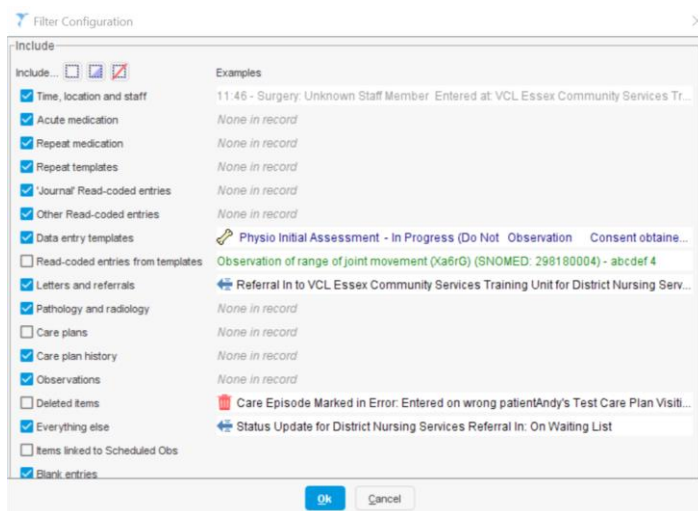 Filter Configuration
Include
Include... Examples
Time, location and staff 11:46 - Surgery: Unknown Staff Member Entered at: VCL Essex Community Services Tr...
Acute medication None in record
Repeat medication None in record
Repeat templates None in record
'Journal' Read-coded entries None in record
Other Read-coded entries None in record
Data entry templates Physio Initial Assessment - In Progress (Do Not Observation Consent obtaine...
Read-coded entries from templates Observation of range of joint movement (Xa6rG) (SNOMED: 298180004) - abcdef 4
Letters and referrals Referral In to VCL Essex Community Services Training Unit for District Nursing Serv...
Pathology and radiology None in record
Care plans None in record
Care plan history None in record
Observations None in record
Deleted items Care Episode Marked in Error: Entered on wrong patientAndy's Test Care Plan Visiti...
Everything else Status Update for District Nursing Services Referral In: On Waiting List
Items linked to Scheduled Obs
Blank entries
Ok Cancel